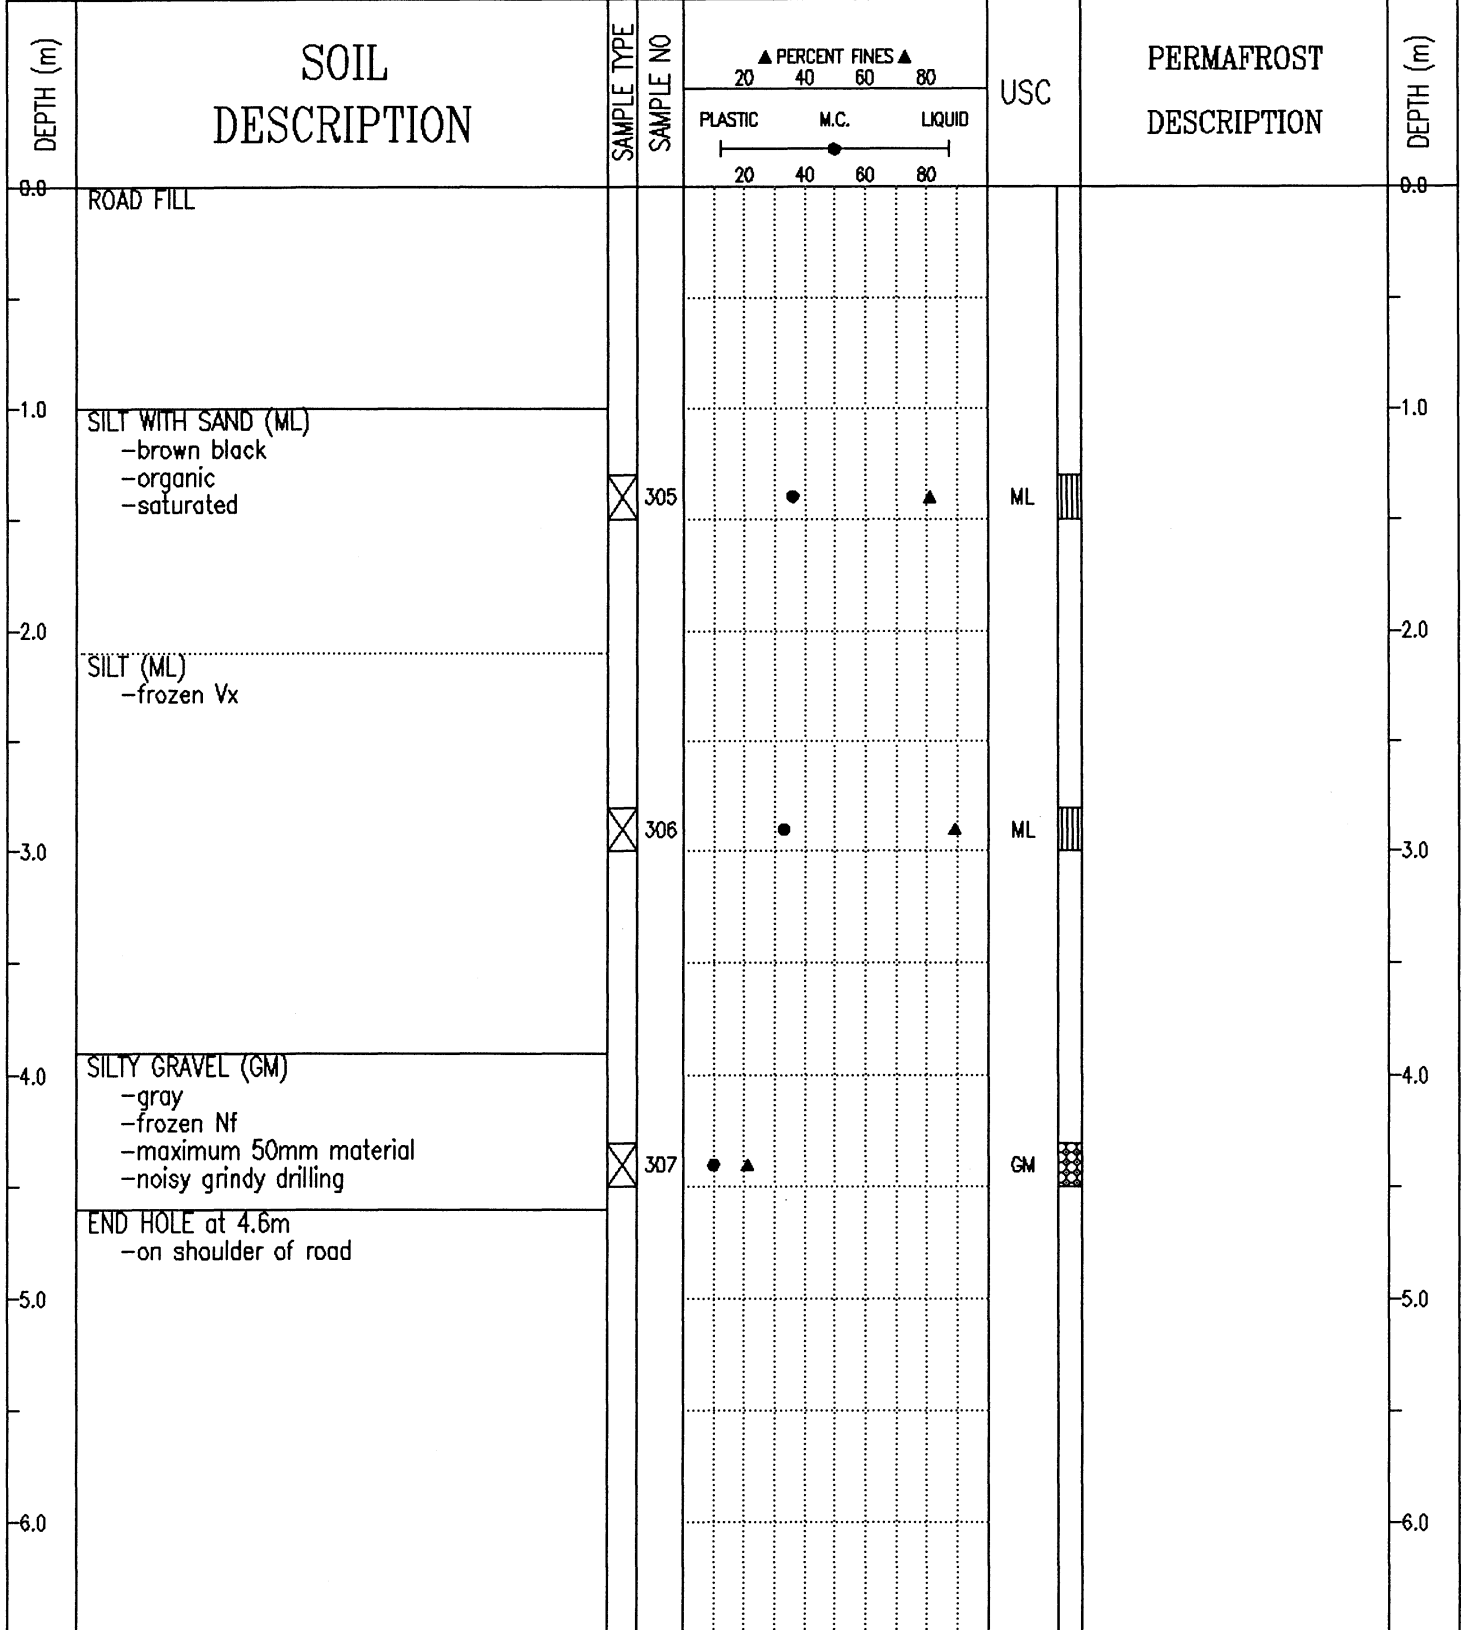 DEPTH (m)
SOIL
DESCRIPTION
SAMPLE TYPE
SAMPLE NO
▲ PERCENT FINES ▲
20 40 60 80
PLASTIC M.C. LIQUID
20 40 60 80
USC
PERMAFROST
DESCRIPTION
DEPTH (m)
0.0 0.0
ROAD FILL
1.0 1.0
SILT WITH SAND (ML)
-brown black
-organic
-saturated
305 ML
2.0 2.0
SILT (ML)
-frozen Vx
306 ML
3.0 3.0
SILTY GRAVEL (GM)
4.0 4.0
-gray
-frozen Nf
-maximum 50mm material
-noisy grindy drilling
307 GM
END HOLE at 4.6m
-on shoulder of road
5.0 5.0
6.0 6.0